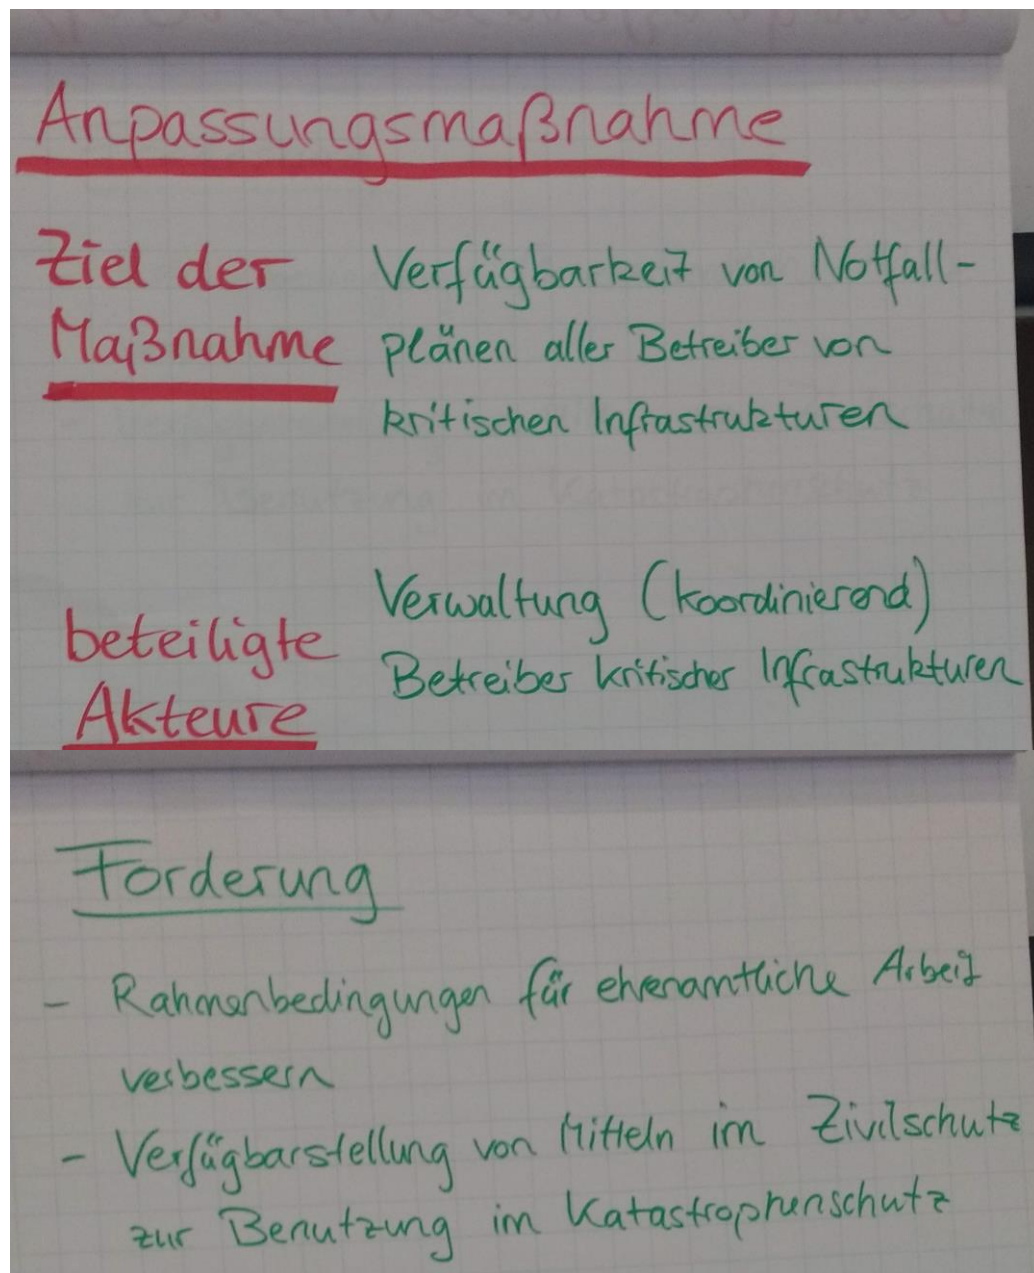 Anpassungsmaßnahme
Ziel der
Maßnahme
Verfügbarkeit von Notfall-
plänen aller Betreiber von
kritischen Infrastrukturen
beteiligte
Akteure
Verwaltung (koordinierend)
Betreiber kritischer Infrastrukturen
Forderung
- Rahmenbedingungen für ehrenamtliche Arbeit
verbessern
- Verfügbarstellung von Mitteln im Zivilschutz
zur Benutzung im Katastrophenschutz